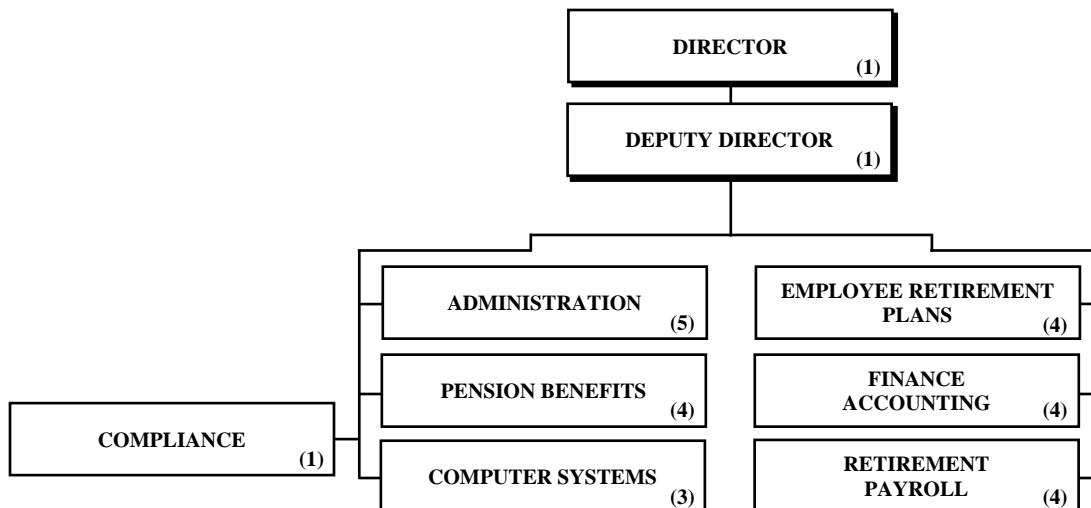 DIRECTOR
(1)
DEPUTY DIRECTOR
(1)
ADMINISTRATION
(5)
EMPLOYEE RETIREMENT
PLANS
(4)
PENSION BENEFITS
(4)
FINANCE
ACCOUNTING
(4)
COMPLIANCE
(1)
COMPUTER SYSTEMS
(3)
RETIREMENT
PAYROLL
(4)